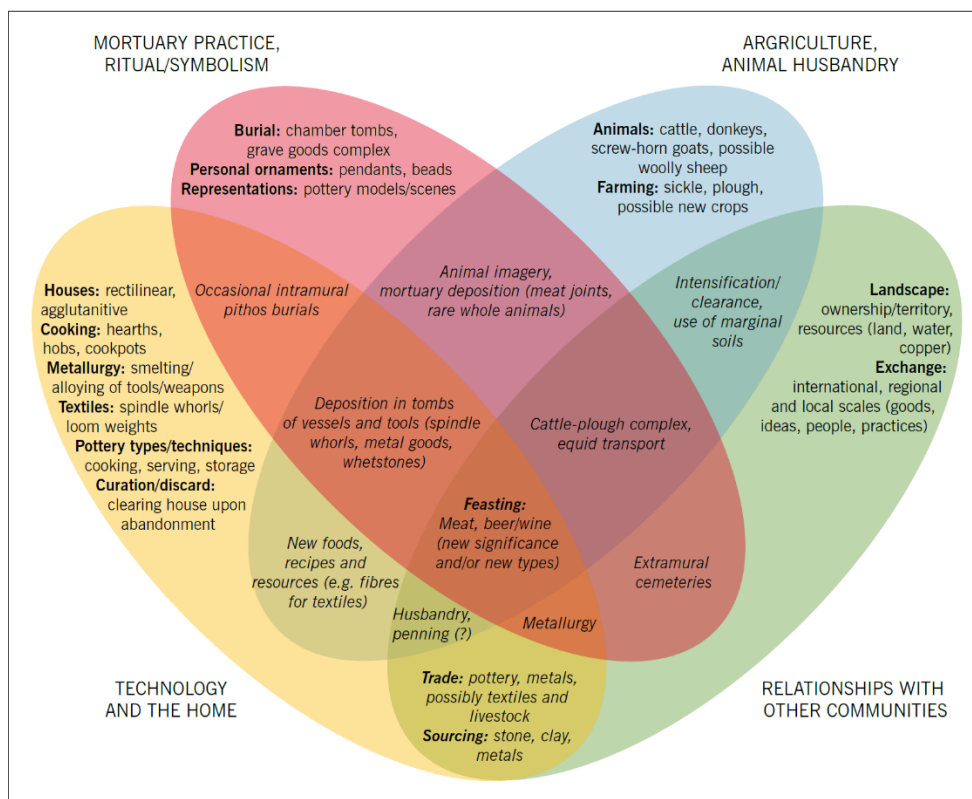 MORTUARY PRACTICE,
RITUAL/SYMBOLISM
ARGRICULTURE,
ANIMAL HUSBANDRY
Burial: chamber tombs,
grave goods complex
Personal ornaments: pendants, beads
Representations: pottery models/scenes
Animals: cattle, donkeys,
screw-horn goats, possible
woolly sheep
Farming: sickle, plough,
possible new crops
Houses: rectilinear,
agglutanitive
Cooking: hearths,
hobs, cookpots
Metallurgy: smelting/
alloying of tools/weapons
Textiles: spindle whorls/
loom weights
Pottery types/techniques:
cooking, serving, storage
Curation/discard:
clearing house upon
abandonment
Occasional intramural
pithos burials
Animal imagery,
mortuary deposition (meat joints,
rare whole animals)
Intensification/
clearance,
use of marginal
soils
Landscape:
ownership/territory,
resources (land, water,
copper)
Exchange:
international, regional
and local scales (goods,
ideas, people, practices)
Deposition in tombs
of vessels and tools (spindle
whorls, metal goods,
whetstones)
Cattle-plough complex,
equid transport
Feasting:
Meat, beer/wine
(new significance
and/or new types)
New foods,
recipes and
resources (e.g. fibres
for textiles)
Extramural
cemeteries
Husbandry,
penning (?)
Metallurgy
Trade: pottery, metals,
possibly textiles and
livestock
Sourcing: stone, clay,
metals
TECHNOLOGY
AND THE HOME
RELATIONSHIPS WITH
OTHER COMMUNITIES